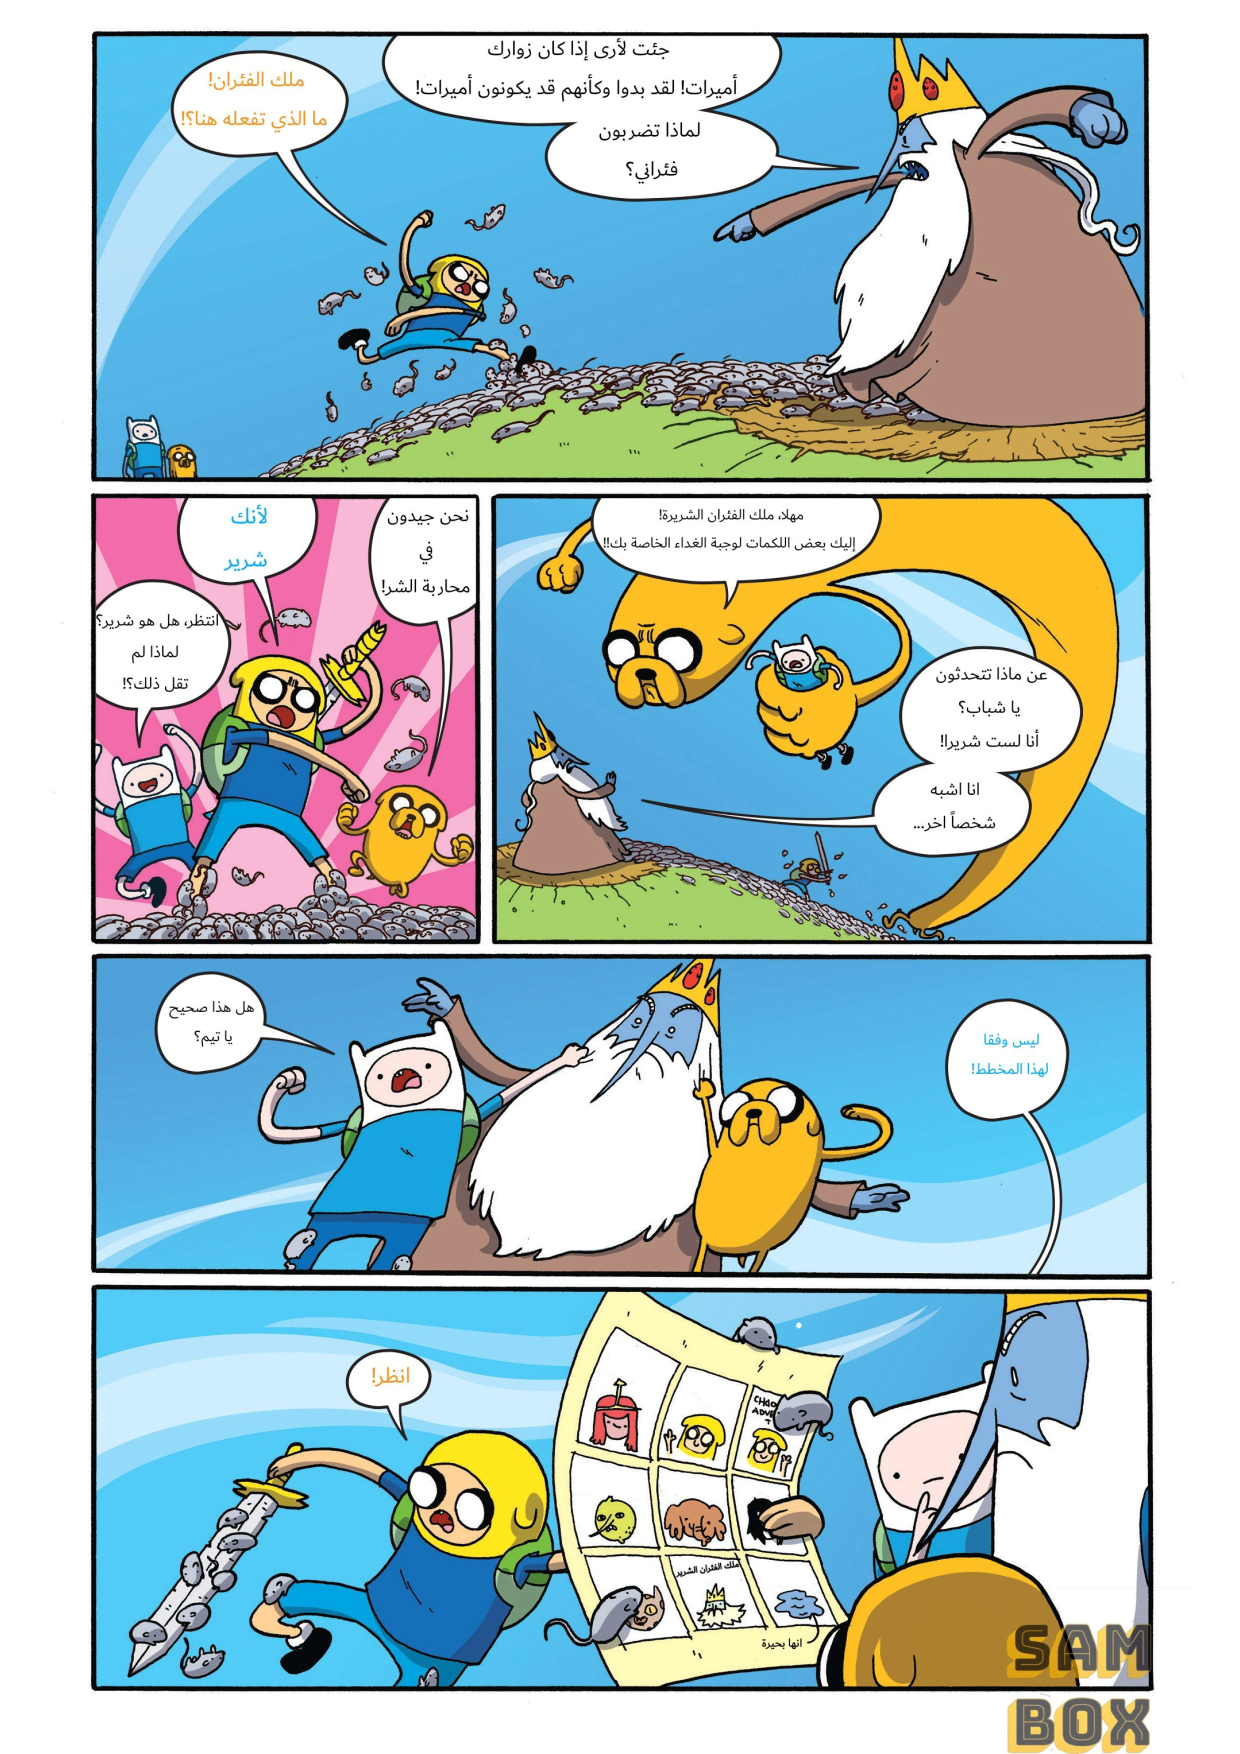 جئت لأرى إذا كان زوارك
أميرات! لقد بدوا وكأنهم قد يكونون أميرات!
لماذا تضربون
فئراني؟
ملك الفئران!
ما الذي تفعله هنا؟!
مهلا، ملك الفئران الشريرة!
إليك بعض اللكمات لوجبة الغداء الخاصة بك!!
عن ماذا تتحدثون
يا شباب؟
أنا لست شريرا!
انا اشبه
شخصاً اخر...
نحن جيدون
في
محاربة الشر!
لأنك
شرير
انتظر، هل هو شرير؟
لماذا لم
تقل ذلك؟!
ليس وفقا
لهذا المخطط!
هل هذا صحيح
يا تيم؟
انظر!
CHOO
ADVE
T
ملك الفئران الشرير
انها بحيرة
SAM
BOX